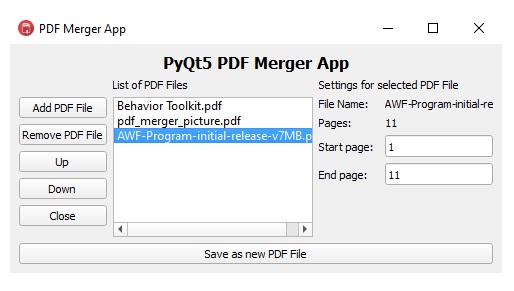 PDF Merger App
PyQt5 PDF Merger App
List of PDF Files
Settings for selected PDF File
Add PDF File
Remove PDF File
Up
Down
Close
Behavior Toolkit.pdf
pdf_merger_picture.pdf
AWF-Program-initial-release-v7MB.p
File Name: AWF-Program-initial-re
Pages: 11
Start page: 1
End page: 11
Save as new PDF File